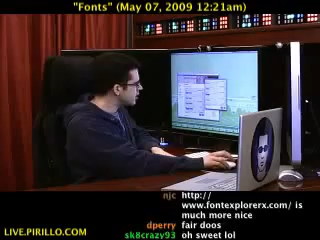 "Fonts" (May 07, 2009 12:21am)
njc http://
www.fontexplorerx.com/ is
much more nice
dperry fair doos
sk8crazy93 oh sweet lol
LIVE.PIRILLO.COM